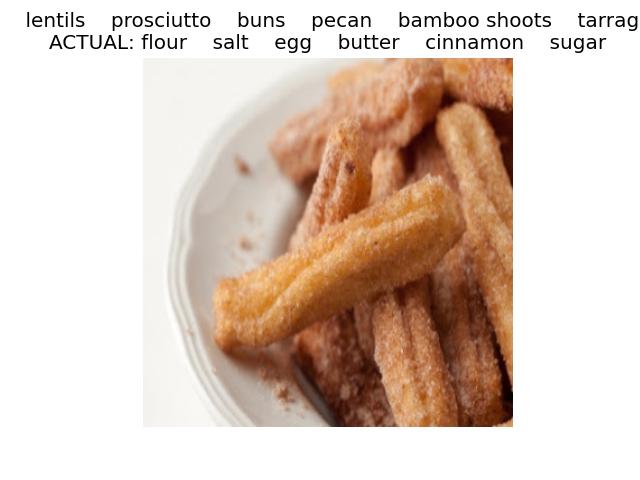 lentils prosciutto buns pecan bamboo shoots tarrag
ACTUAL: flour salt egg butter cinnamon sugar